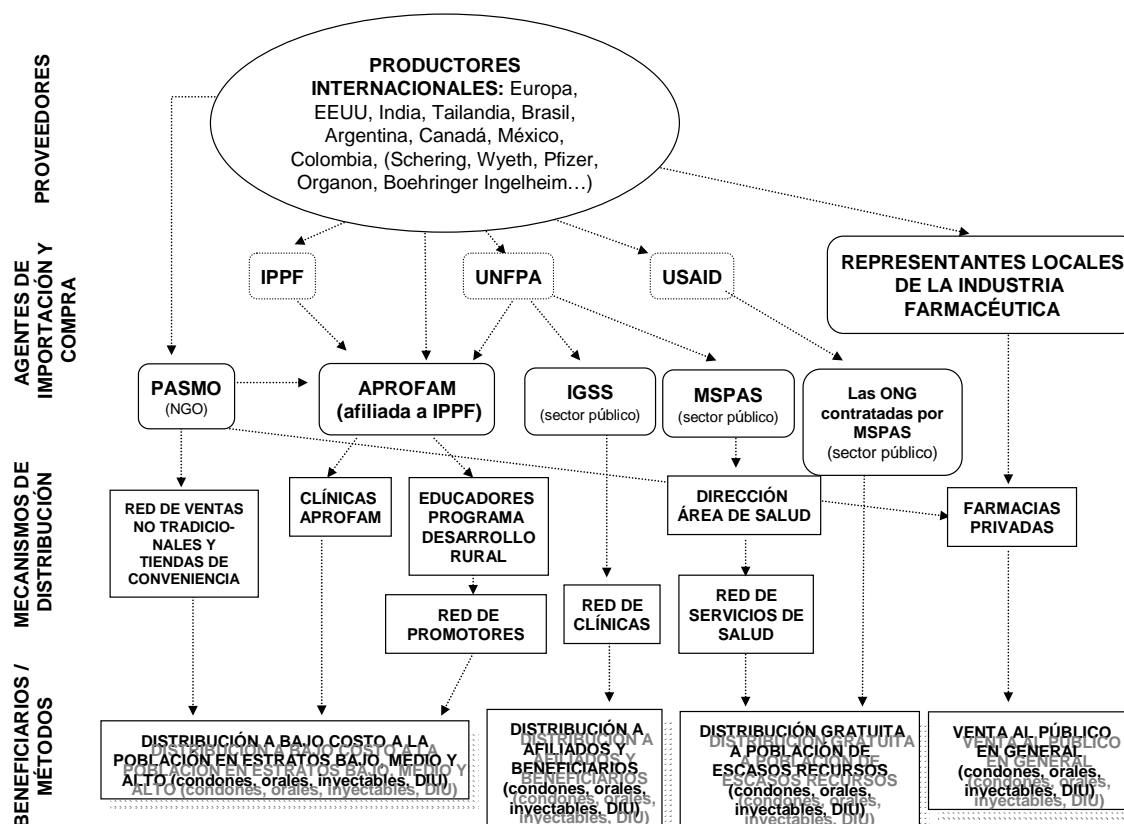 PROVEEDORES
PRODUCTORES
INTERNACIONALES: Europa,
EEUU, India, Tailandia, Brasil,
Argentina, Canadá, México,
Colombia, (Schering, Wyeth, Pfizer,
Organon, Boehringer Ingelheim…)
AGENTES DE
IMPORTACIÓN Y
COMPRA
IPPF
UNFPA
USAID
REPRESENTANTES LOCALES
DE LA INDUSTRIA
FARMACÉUTICA
PASMO
(NGO)
APROFAM
(afiliada a IPPF)
IGSS
(sector público)
MSPAS
(sector público)
Las ONG
contratadas por
MSPAS
(sector público)
MECANISMOS DE
DISTRIBUCIÓN
RED DE VENTAS
NO TRADICIO-
NALES Y
TIENDAS DE
CONVENIENCIA
CLÍNICAS
APROFAM
EDUCADORES
PROGRAMA
DESARROLLO
RURAL
DIRECCIÓN
ÁREA DE SALUD
FARMACIAS
PRIVADAS
RED DE
PROMOTORES
RED DE
CLÍNICAS
RED DE
SERVICIOS DE
SALUD
BENEFICIARIOS /
MÉTODOS
DISTRIBUCIÓN A BAJO COSTO A LA
POBLACIÓN EN ESTRATOS BAJO, MEDIO Y
ALTO (condones, orales, inyectables, DIU)
DISTRIBUCIÓN A
AFILIADOS Y
BENEFICIARIOS
(condones, orales,
inyectables, DIU)
DISTRIBUCIÓN GRATUITA
A POBLACIÓN DE
ESCASOS RECURSOS
(condones, orales,
inyectables, DIU)
VENTA AL PÚBLICO
EN GENERAL
(condones, orales,
inyectables, DIU)